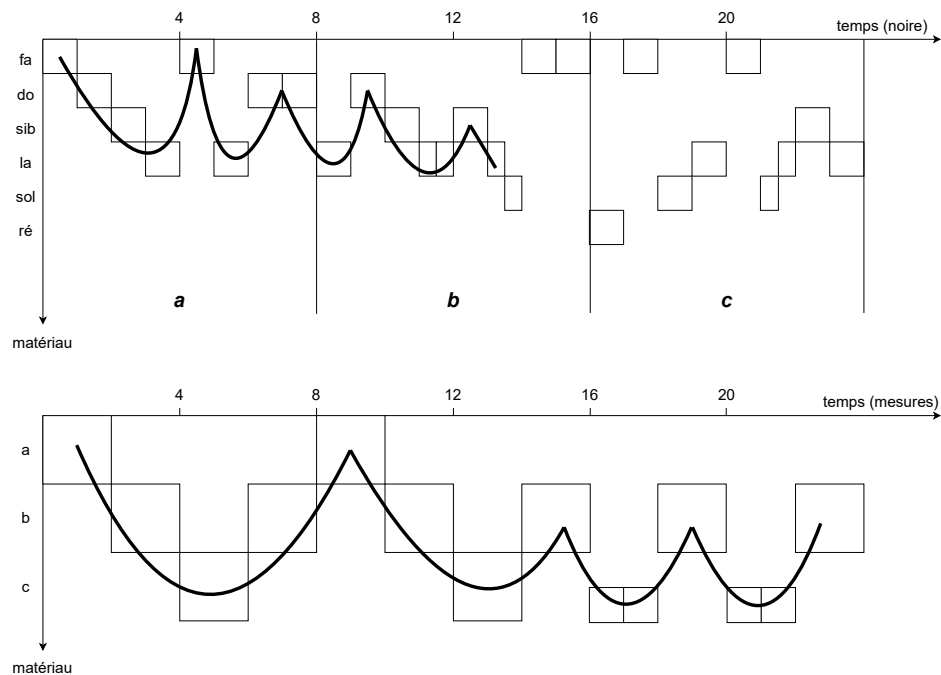 4 8 12 16 20 temps (noire)
fa
do
sib
la
sol
ré
a b c
matériau
4 8 12 16 20 temps (mesures)
a
b
c
matériau